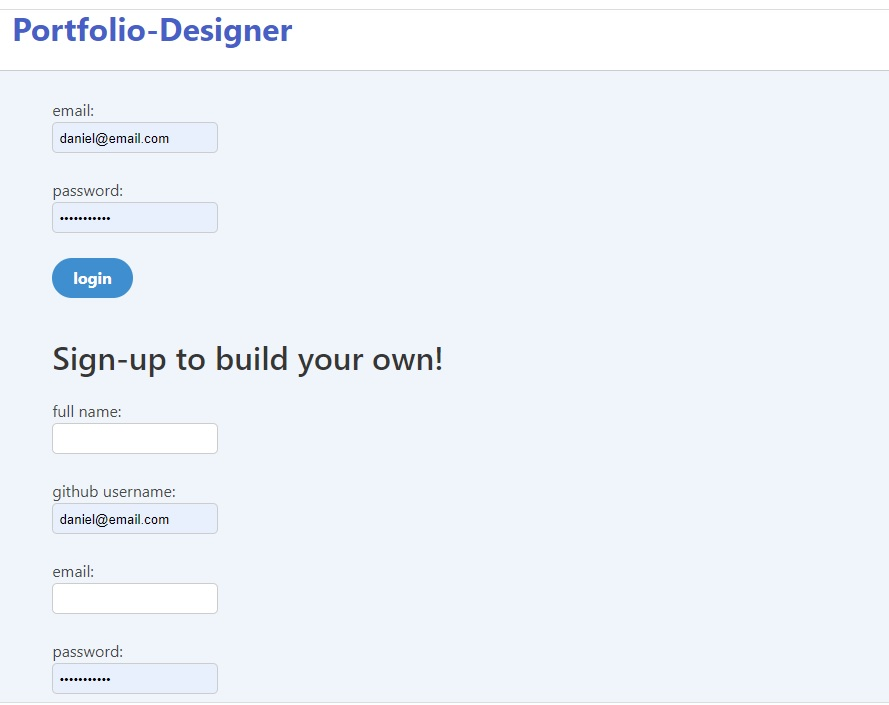 Portfolio-Designer
email:
daniel@email.com
password:
•••••••••••
login
Sign-up to build your own!
full name:
github username:
daniel@email.com
email:
password:
•••••••••••